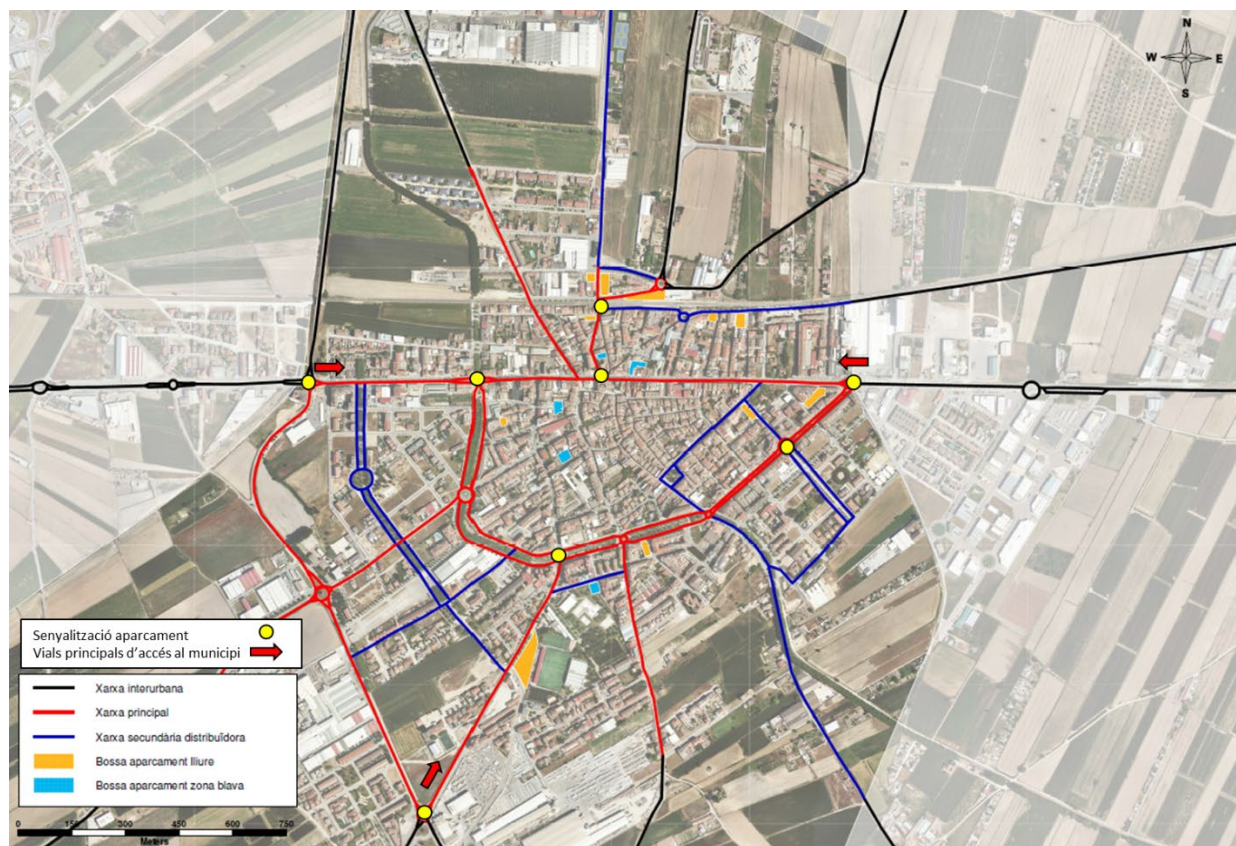 N
W E
S
Senyalització aparcament
Vials principals d'accés al municipi
Xarxa interurbana
Xarxa principal
Xarxa secundària distribuïdora
Bossa aparcament lliure
Bossa aparcament zona blava
0 150 300 450 600 750
Meters